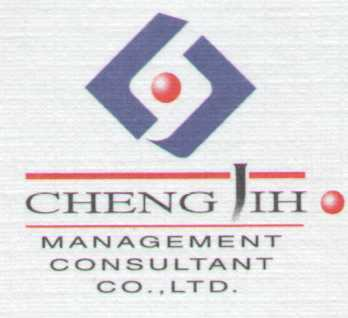 CHENG JIH
MANAGEMENT
CONSULTANT
CO.,LTD.